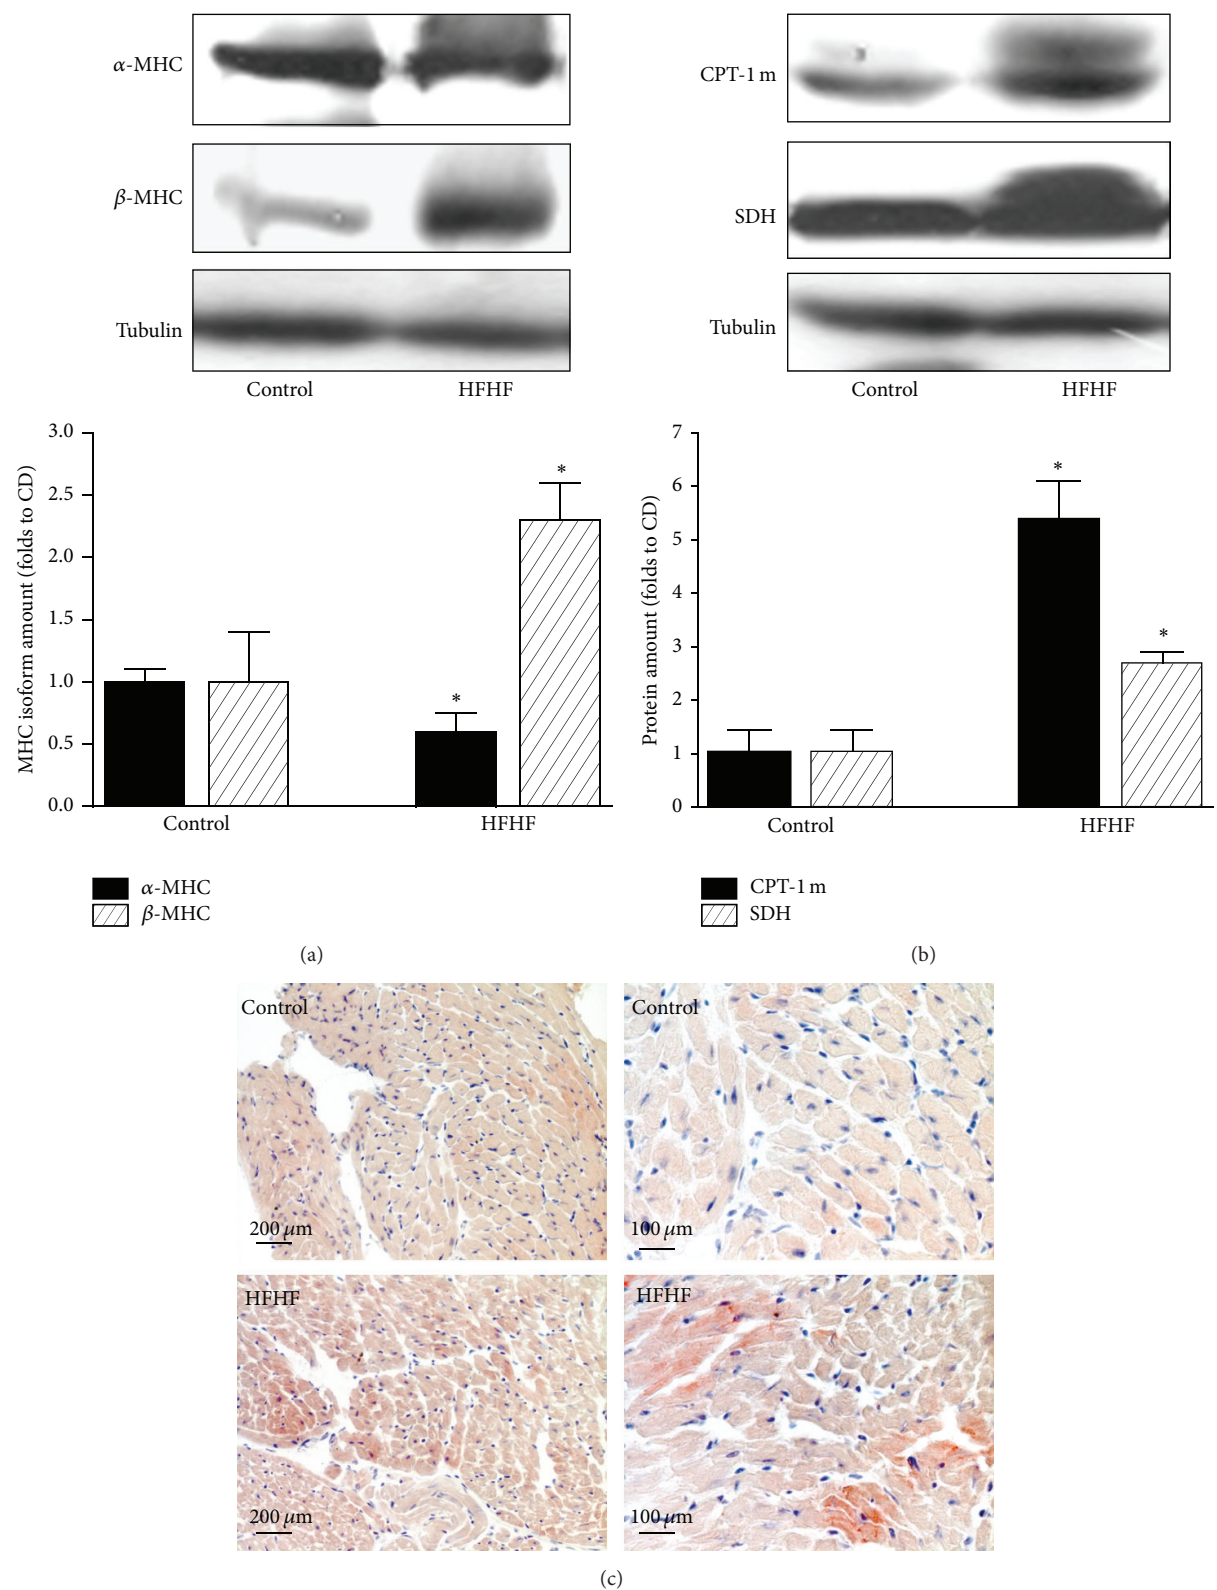 α-MHC
β-MHC
Tubulin
Control HFHF
MHC isoform amount (folds to CD)
3.0
2.5
2.0
1.5
1.0
0.5
0.0
* *
Control HFHF
α-MHC
β-MHC
(a)
CPT-1 m
SDH
Tubulin
Control HFHF
Protein amount (folds to CD)
7
6
5
4
3
2
1
0
* *
Control HFHF
CPT-1 m
SDH
(b)
Control
200 μm
Control
100 μm
HFHF
200 μm
HFHF
100 μm
(c)